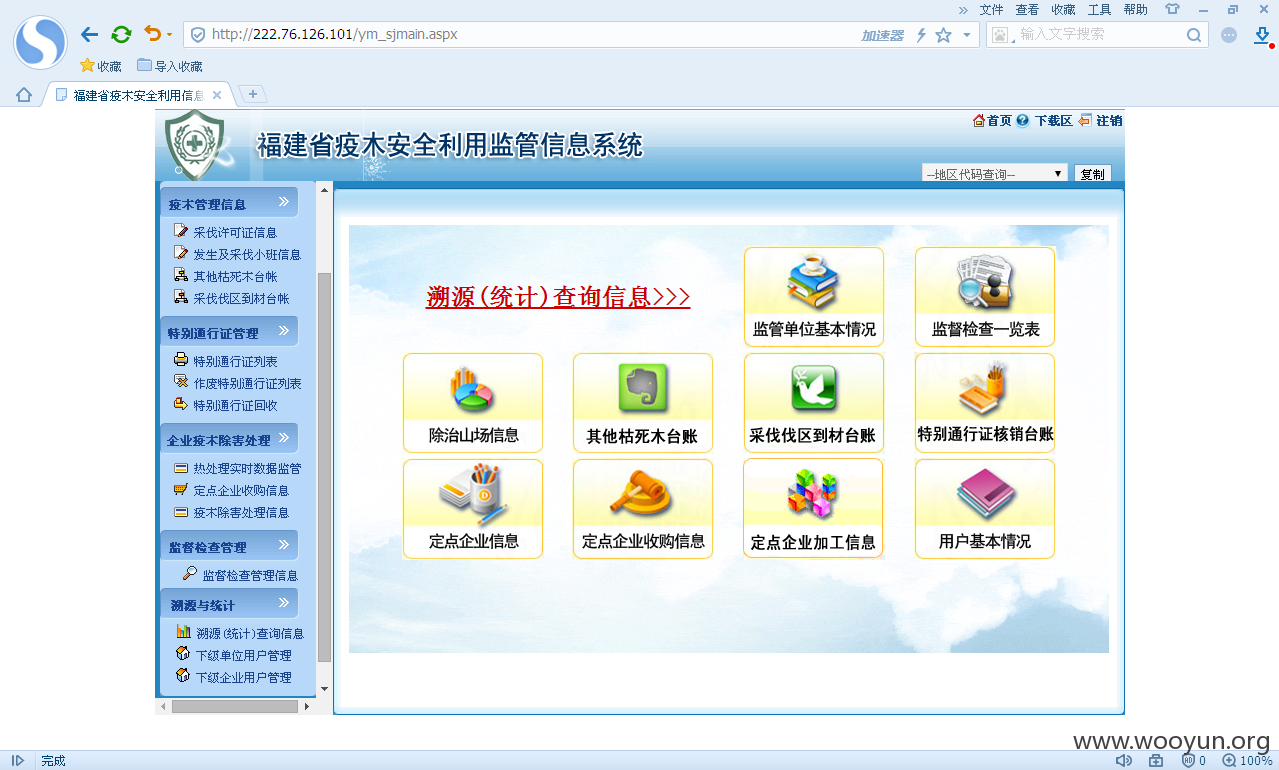 » 文件 查看 收藏 工具 帮助
http://222.76.126.101/ym_sjmain.aspx 加速器 输入文字搜索
收藏 导入收藏
福建省疫木安全利用信息
首页 下载区 注销
福建省疫木安全利用监管信息系统
--地区代码查询-- 复制
疫木管理信息
采伐许可证信息
发生及采伐小班信息
其他枯死木台帐
采伐伐区到材台帐
特别通行证管理
特别通行证列表
作废特别通行证列表
特别通行证回收
企业疫木除害处理
热处理实时数据监管
定点企业收购信息
疫木除害处理信息
监督检查管理
监督检查管理信息
溯源与统计
溯源(统计)查询信息
下级单位用户管理
下级企业用户管理
溯源(统计)查询信息>>>
监管单位基本情况 监督检查一览表
除治山场信息 其他枯死木台账 采伐伐区到材台账 特别通行证核销台账
定点企业信息 定点企业收购信息 定点企业加工信息 用户基本情况
www.wooyun.org
完成 0 100%